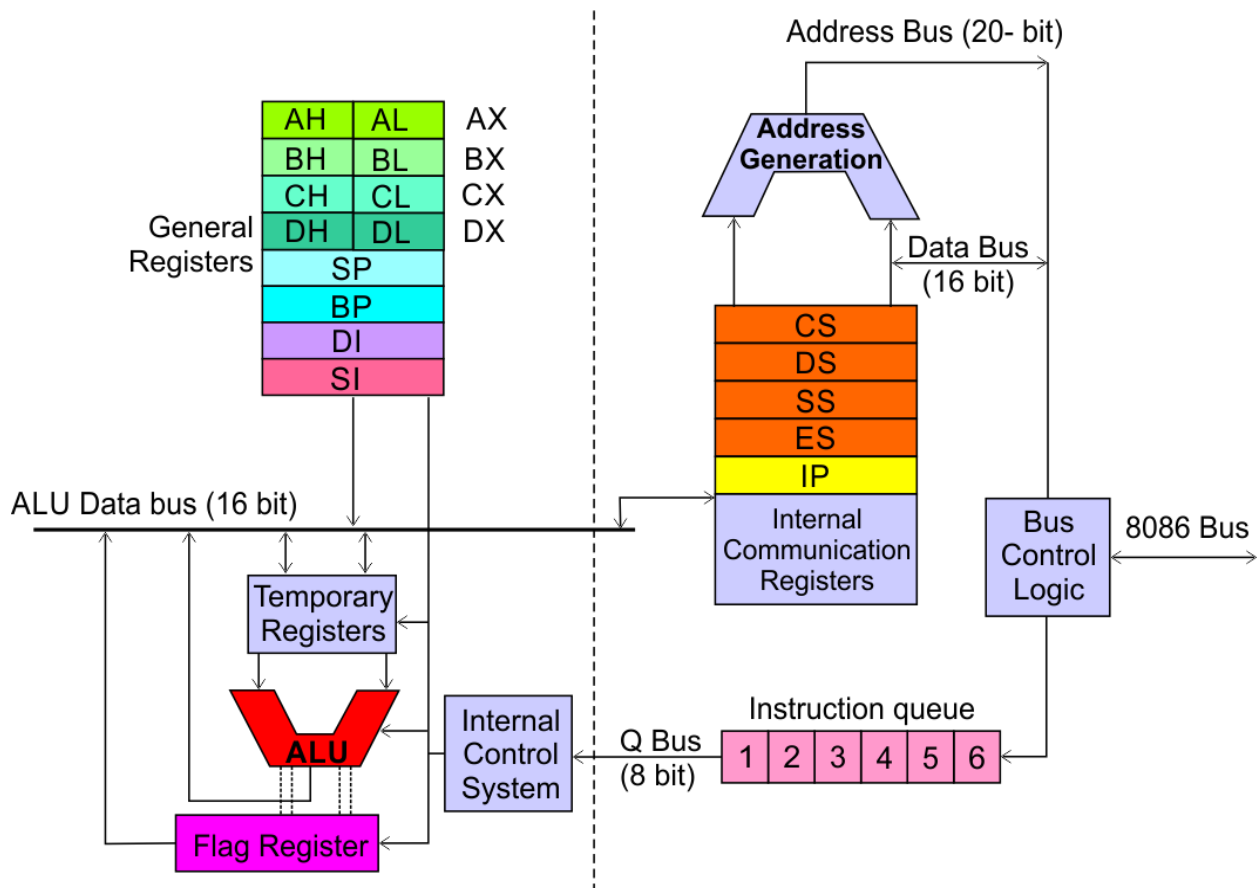 Address Bus (20- bit)
AH AL AX
BH BL BX
CH CL CX
DH DL DX
General
Registers
SP
BP
DI
SI
Address
Generation
Data Bus
(16 bit)
CS
DS
SS
ES
IP
Internal
Communication
Registers
ALU Data bus (16 bit)
Bus
Control
Logic
8086 Bus
Temporary
Registers
ALU
Internal
Control
System
Q Bus
(8 bit)
Instruction queue
1 2 3 4 5 6
Flag Register